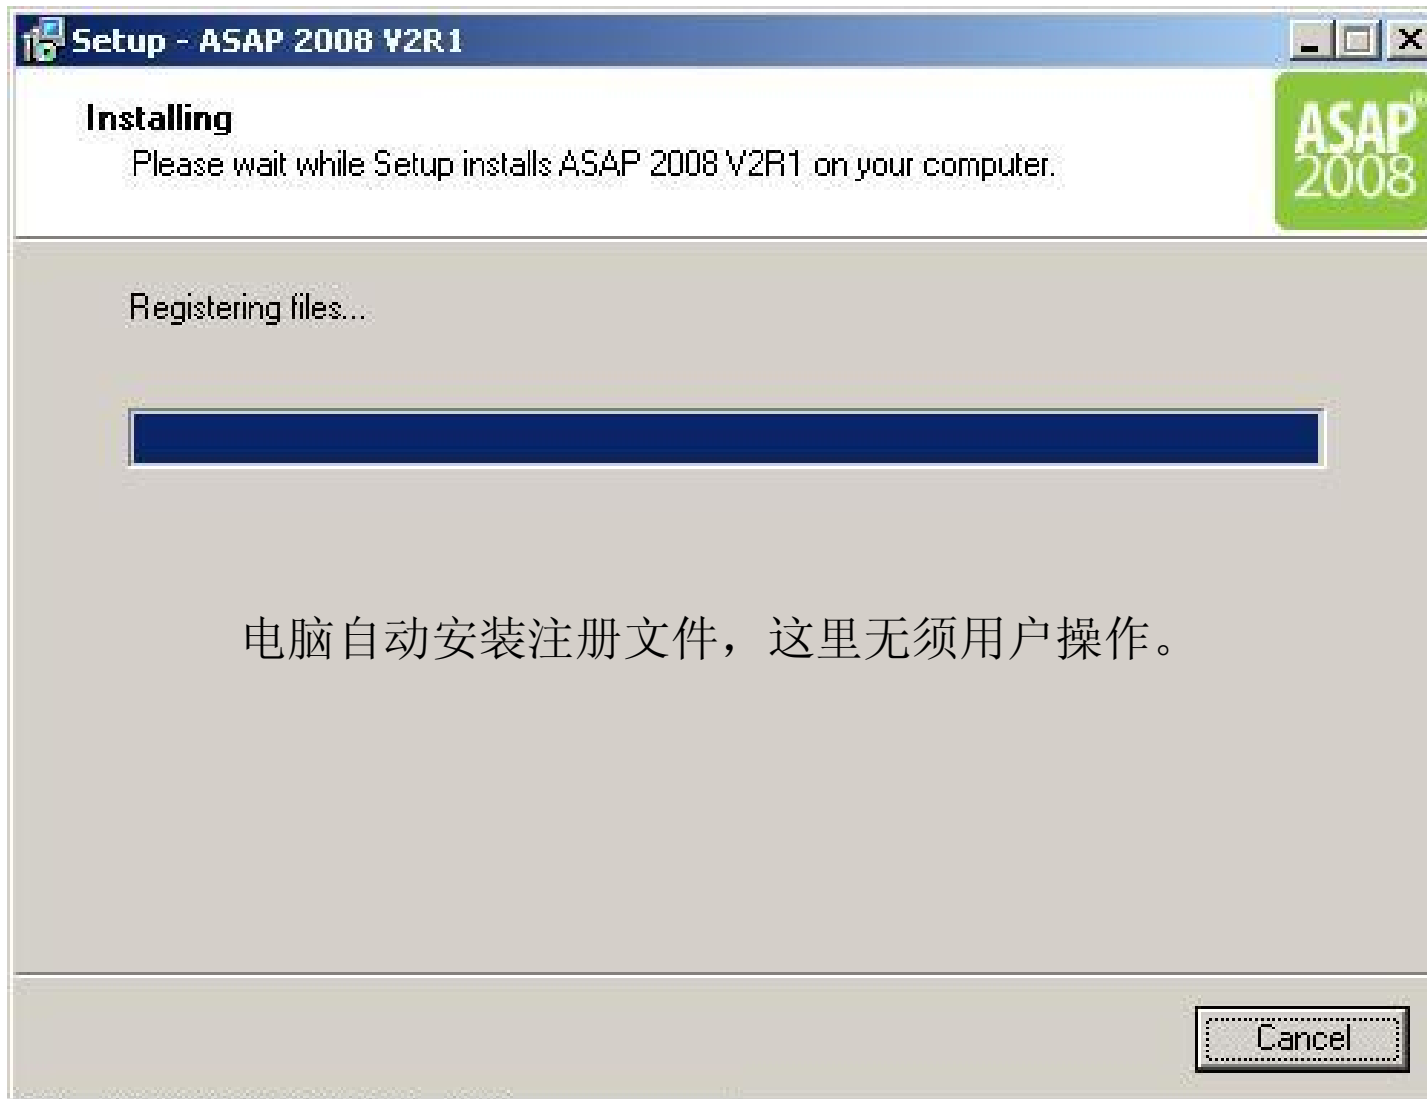 Setup - ASAP 2008 V2R1
Installing
Please wait while Setup installs ASAP 2008 V2R1 on your computer.
ASAP®
2008
Registering files...
电脑自动安装注册文件，这里无须用户操作。
Cancel